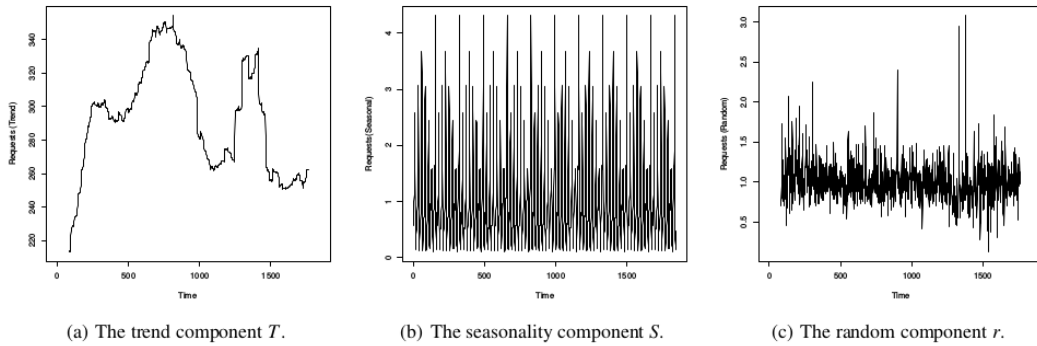 Requests (Trend)
220 240 260 280 300 320 340
0 500 1000 1500
Time
(a) The trend component T.
Requests(Seasonal)
0 1 2 3 4
0 500 1000 1500
Time
(b) The seasonality component S.
Requests (Random)
0.5 1.0 1.5 2.0 2.5 3.0
0 500 1000 1500
Time
(c) The random component r.